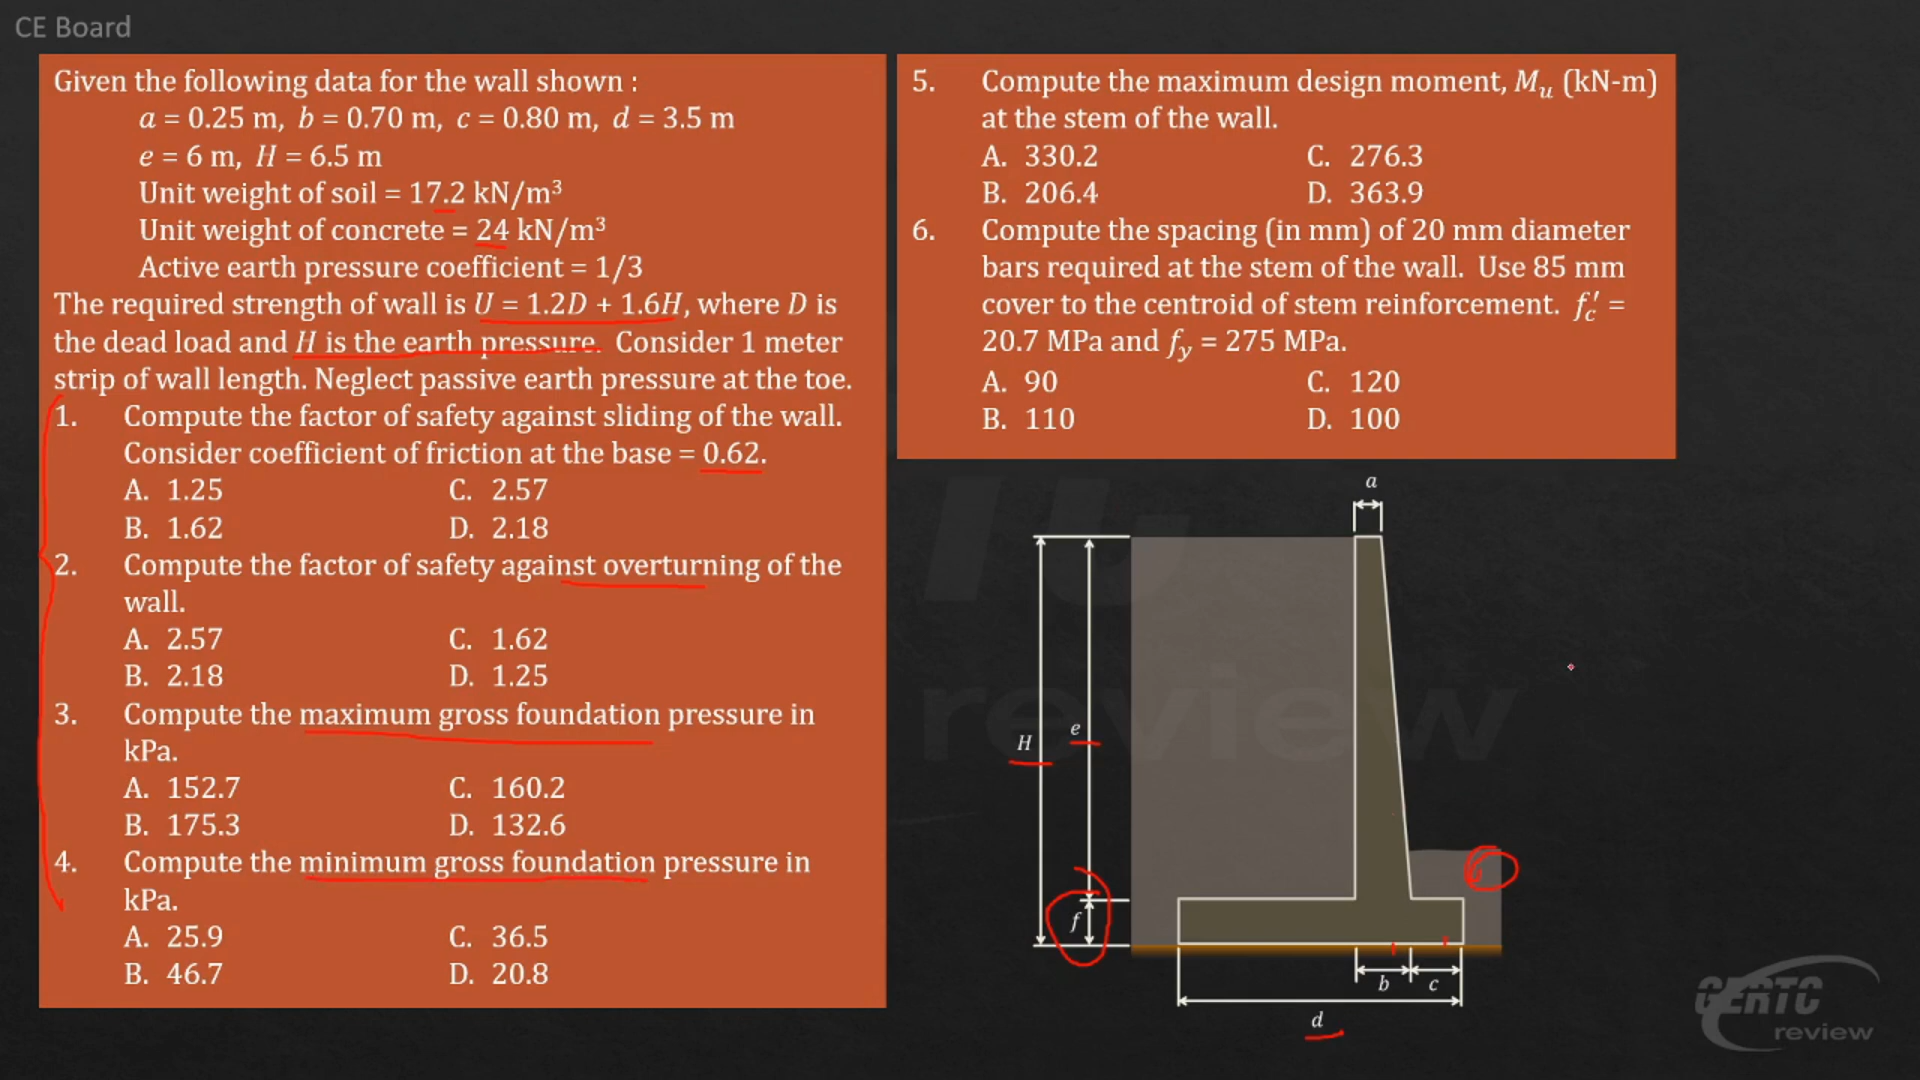 CE Board
Given the following data for the wall shown :
a = 0.25 m, b = 0.70 m, c = 0.80 m, d = 3.5 m
e = 6 m, H = 6.5 m
Unit weight of soil = 17.2 kN/m³
Unit weight of concrete = 24 kN/m³
Active earth pressure coefficient = 1/3
The required strength of wall is U = 1.2D + 1.6H, where D is
the dead load and H is the earth pressure. Consider 1 meter
strip of wall length. Neglect passive earth pressure at the toe.
1. Compute the factor of safety against sliding of the wall.
Consider coefficient of friction at the base = 0.62.
A. 1.25 C. 2.57
B. 1.62 D. 2.18
2. Compute the factor of safety against overturning of the
wall.
A. 2.57 C. 1.62
B. 2.18 D. 1.25
3. Compute the maximum gross foundation pressure in
kPa.
A. 152.7 C. 160.2
B. 175.3 D. 132.6
4. Compute the minimum gross foundation pressure in
kPa.
A. 25.9 C. 36.5
B. 46.7 D. 20.8
5. Compute the maximum design moment, Mᵤ (kN-m)
at the stem of the wall.
A. 330.2 C. 276.3
B. 206.4 D. 363.9
6. Compute the spacing (in mm) of 20 mm diameter
bars required at the stem of the wall. Use 85 mm
cover to the centroid of stem reinforcement. f'c =
20.7 MPa and fy = 275 MPa.
A. 90 C. 120
B. 110 D. 100
a
H
e
f
b
c
d
review
GERTC
review